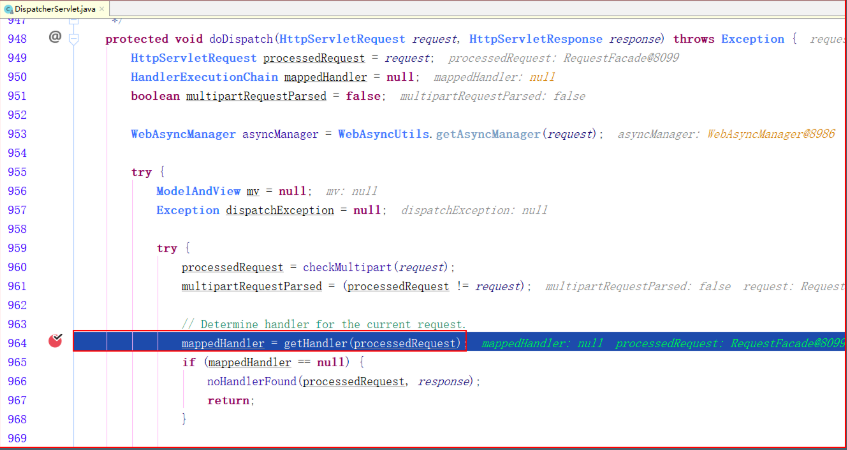 DispatcherServlet.java ×
947 */
948 @ protected void doDispatch(HttpServletRequest request, HttpServletResponse response) throws Exception { reques
949 HttpServletRequest processedRequest = request; processedRequest: RequestFacade@8099
950 HandlerExecutionChain mappedHandler = null; mappedHandler: null
951 boolean multipartRequestParsed = false; multipartRequestParsed: false
952
953 WebAsyncManager asyncManager = WebAsyncUtils.getAsyncManager(request); asyncManager: WebAsyncManager@8986
954
955 try {
956 ModelAndView mv = null; mv: null
957 Exception dispatchException = null; dispatchException: null
958
959 try {
960 processedRequest = checkMultipart(request);
961 multipartRequestParsed = (processedRequest != request); multipartRequestParsed: false request: Request
962
963 // Determine handler for the current request.
964 mappedHandler = getHandler(processedRequest); mappedHandler: null processedRequest: RequestFacade@8099
965 if (mappedHandler == null) {
966 noHandlerFound(processedRequest, response);
967 return;
968 }
969